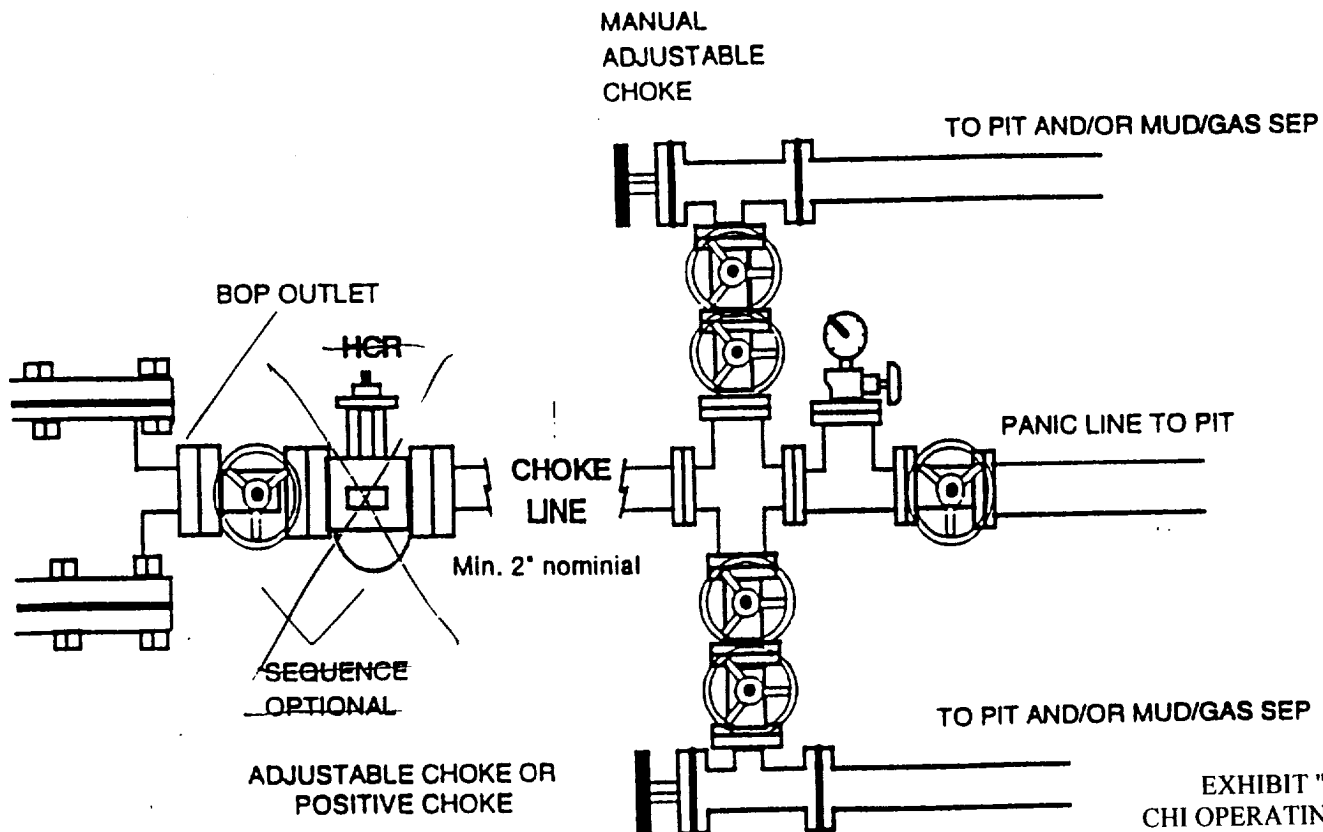 MANUAL
ADJUSTABLE
CHOKE
TO PIT AND/OR MUD/GAS SEP
BOP OUTLET
HCR
PANIC LINE TO PIT
CHOKE
LINE
Min. 2" nominial
SEQUENCE
OPTIONAL
TO PIT AND/OR MUD/GAS SEP
ADJUSTABLE CHOKE OR
POSITIVE CHOKE
EXHIBIT "
CHI OPERATIN